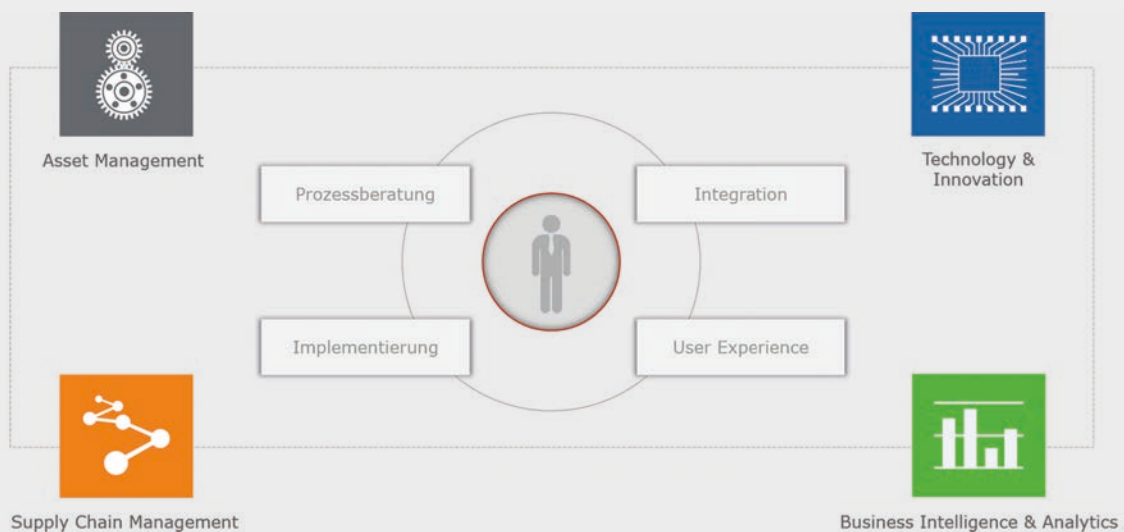 Asset Management
Technology &
Innovation
Prozessberatung
Integration
Implementierung
User Experience
Supply Chain Management
Business Intelligence & Analytics